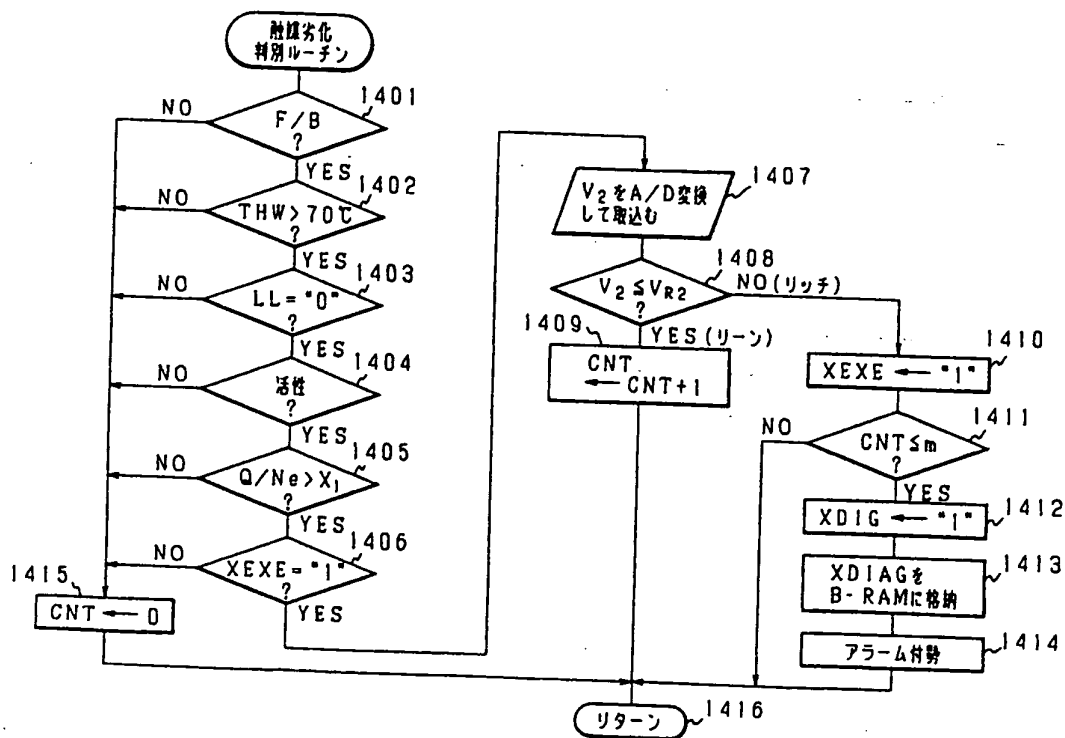 触媒劣化
判別ルーチン
1401
NO
F/B
?
YES
1402
NO
THW>70℃
?
YES
1403
NO
LL="0"
?
YES
1404
NO
活性
?
YES
1405
NO
Q/Ne>X₁
?
YES
1406
NO
XEXE="1"
?
YES
1415
CNT ← 0
1407
V₂をA/D変換
して取込む
1408
V₂≦VR2
?
NO(リッチ)
YES(リーン)
1409
CNT
← CNT+1
1410
XEXE ← "1"
1411
NO
CNT≦m
?
YES
1412
XDIG ← "1"
1413
XDIAGを
B-RAMに格納
1414
アラーム付勢
リターン
1416